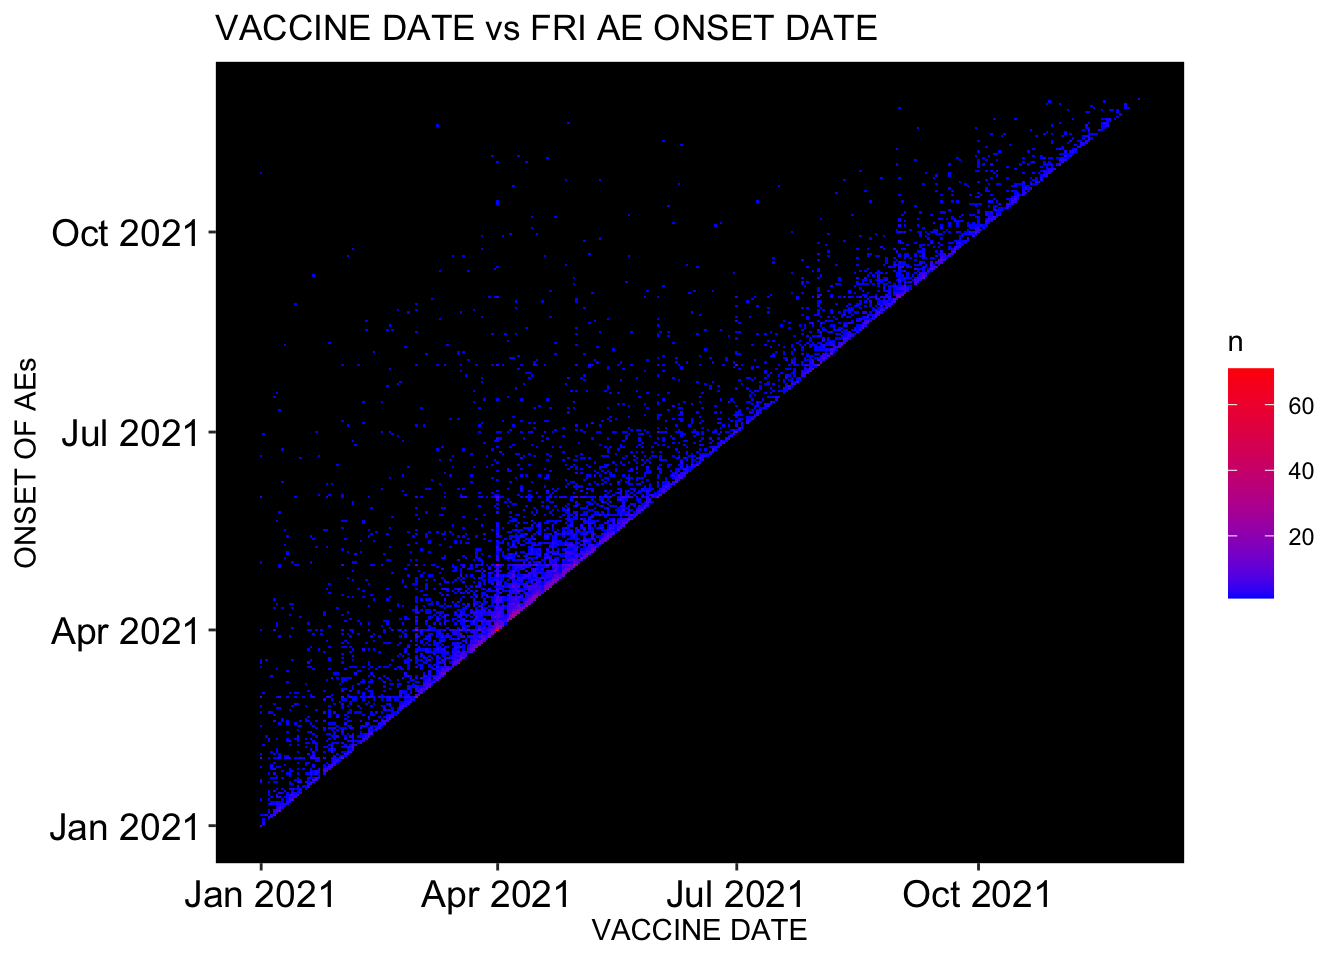 VACCINE DATE vs FRI AE ONSET DATE
Oct 2021
Jul 2021
Apr 2021
Jan 2021
ONSET OF AEs
Jan 2021 Apr 2021 Jul 2021 Oct 2021
VACCINE DATE
n
60
40
20